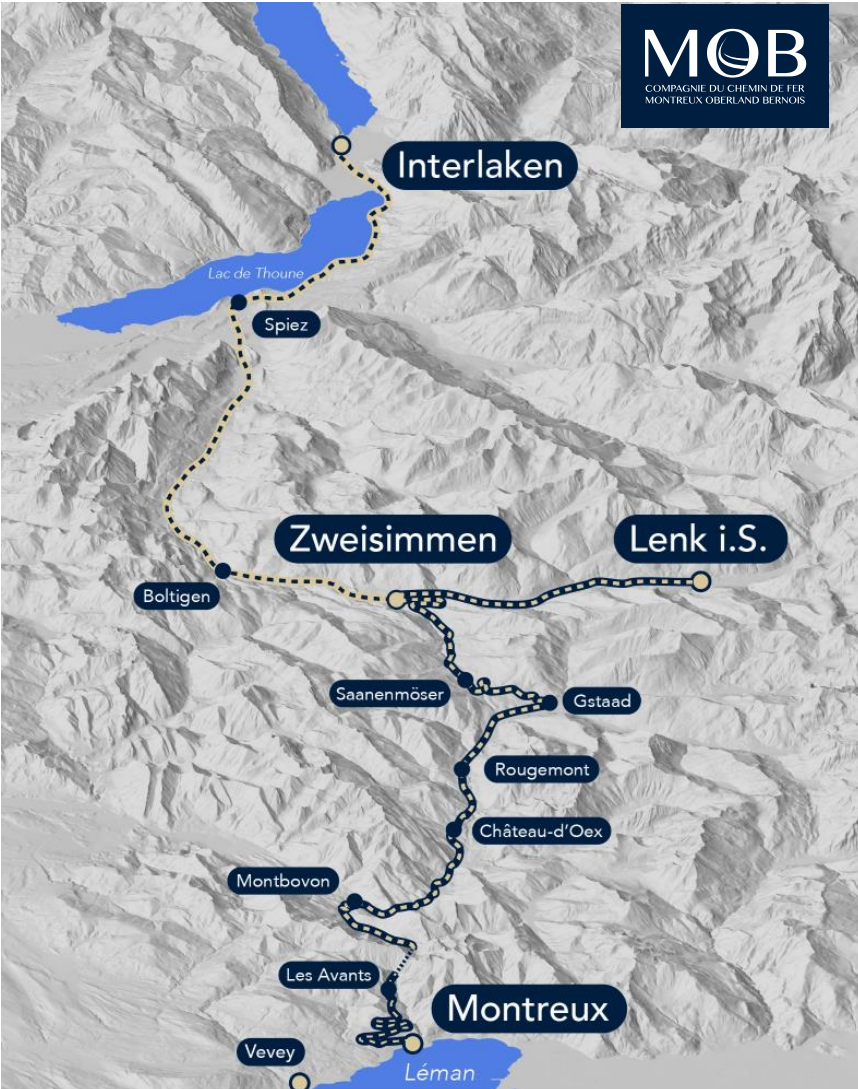 MOB
COMPAGNIE DU CHEMIN DE FER
MONTREUX OBERLAND BERNOIS
Interlaken
Lac de Thoune
Spiez
Zweisimmen
Lenk i.S.
Boltigen
Saanenmöser
Gstaad
Rougemont
Château-d'Oex
Montbovon
Les Avants
Montreux
Vevey
Léman